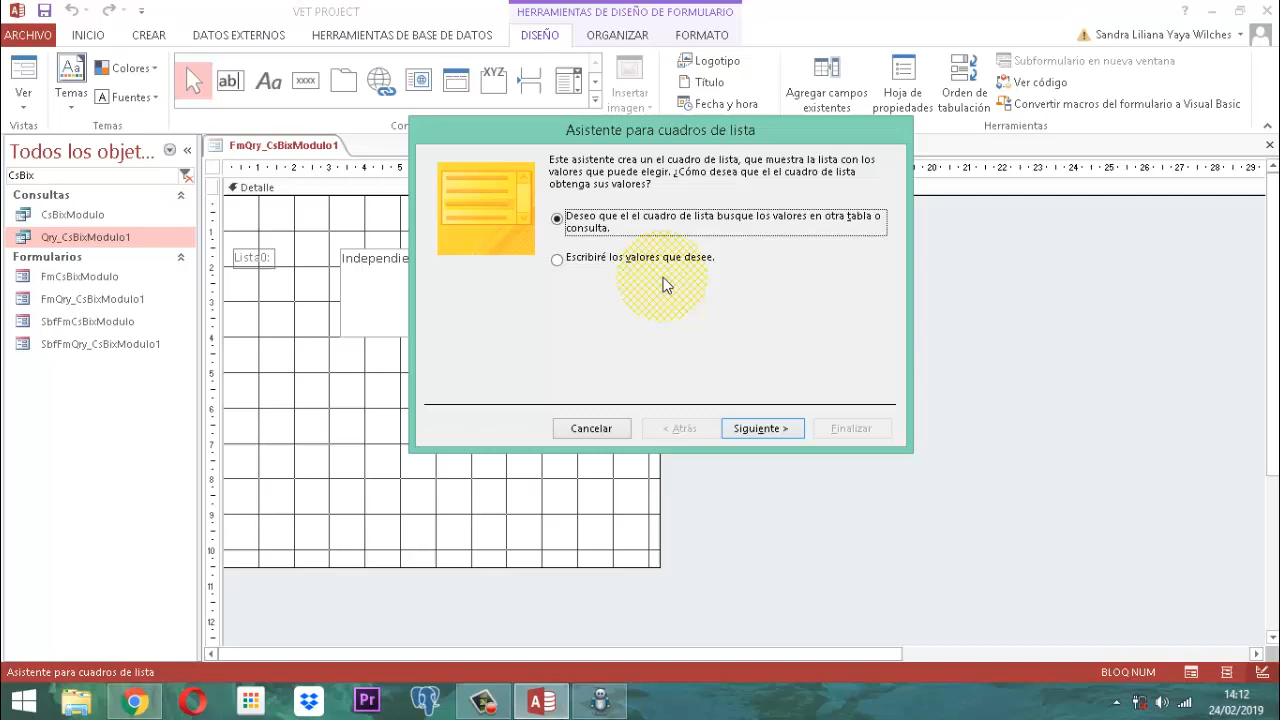 VET PROJECT
HERRAMIENTAS DE DISEÑO DE FORMULARIO
ARCHIVO INICIO CREAR DATOS EXTERNOS HERRAMIENTAS DE BASE DE DATOS DISEÑO ORGANIZAR FORMATO
Sandra Liliana Yaya Wilches
Ver
Vistas
Aa
Temas
Colores
Fuentes
Temas
ab
Aa
xxxx
XYZ
Insertar
imagen
Logotipo
Título
Fecha y hora
Agregar campos
existentes
Hoja de
propiedades
Orden de
tabulación
Subformulario en nueva ventana
Ver código
Convertir macros del formulario a Visual Basic
Herramientas
Todos los objet...
CsBix
Consultas
CsBixModulo
Qry_CsBixModulo1
Formularios
FmCsBixModulo
FmQry_CsBixModulo1
SbfFmCsBixModulo
SbfFmQry_CsBixModulo1
FmQry_CsBixModulo1
Detalle
Lista0:
Independie
Asistente para cuadros de lista
Este asistente crea un el cuadro de lista, que muestra la lista con los
valores que puede elegir. ¿Cómo desea que el el cuadro de lista
obtenga sus valores?
Deseo que el el cuadro de lista busque los valores en otra tabla o
consulta.
Escribiré los valores que desee.
Cancelar < Atrás Siguiente > Finalizar
Asistente para cuadros de lista
BLOQ NUM
Pr
14:12
24/02/2019